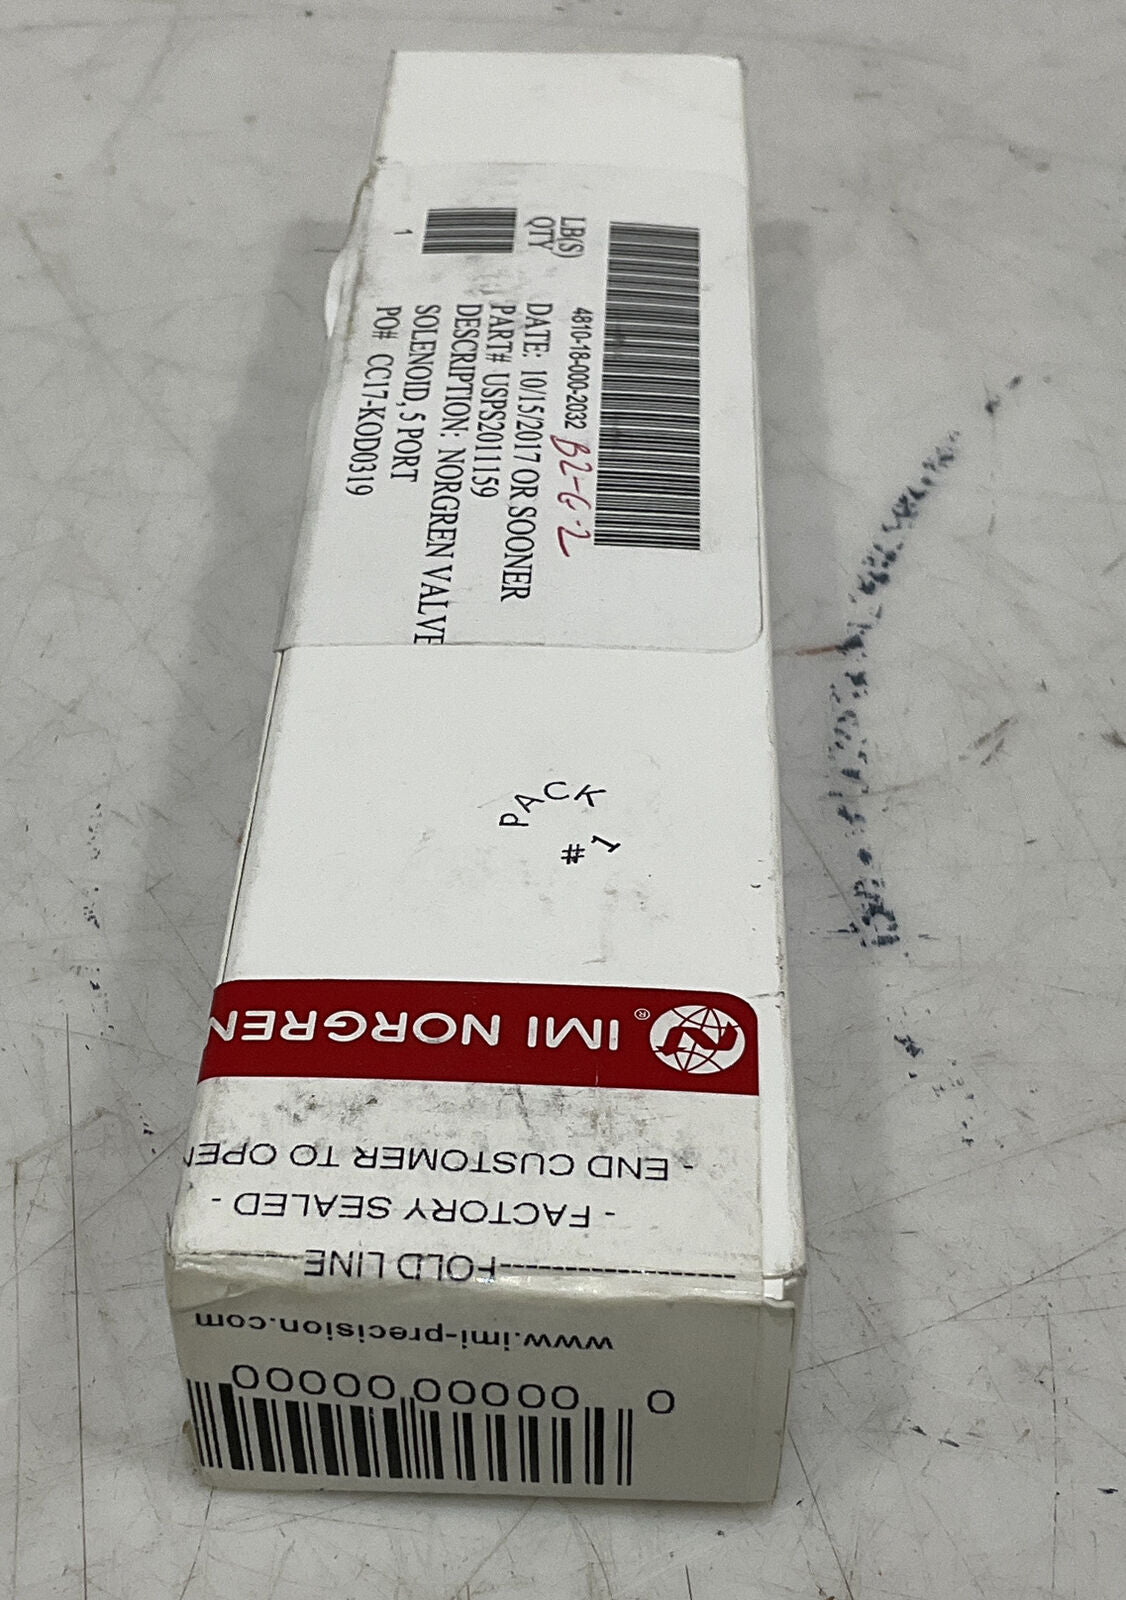 4810-18-000-2032
B2-G-2
LB(S)
QTY
1
DATE: 10/15/2017 OR SOONER
PART# USPS2011159
DESCRIPTION: NORGREN VALVE
SOLENOID, 5 PORT
PO# CC17-KOD0319
PACK
#1
IMI NORGREN
®
- END CUSTOMER TO OPEN
- FACTORY SEALED -
--------------------FOLD LINE
www.imi-precision.com
0 00000 00000